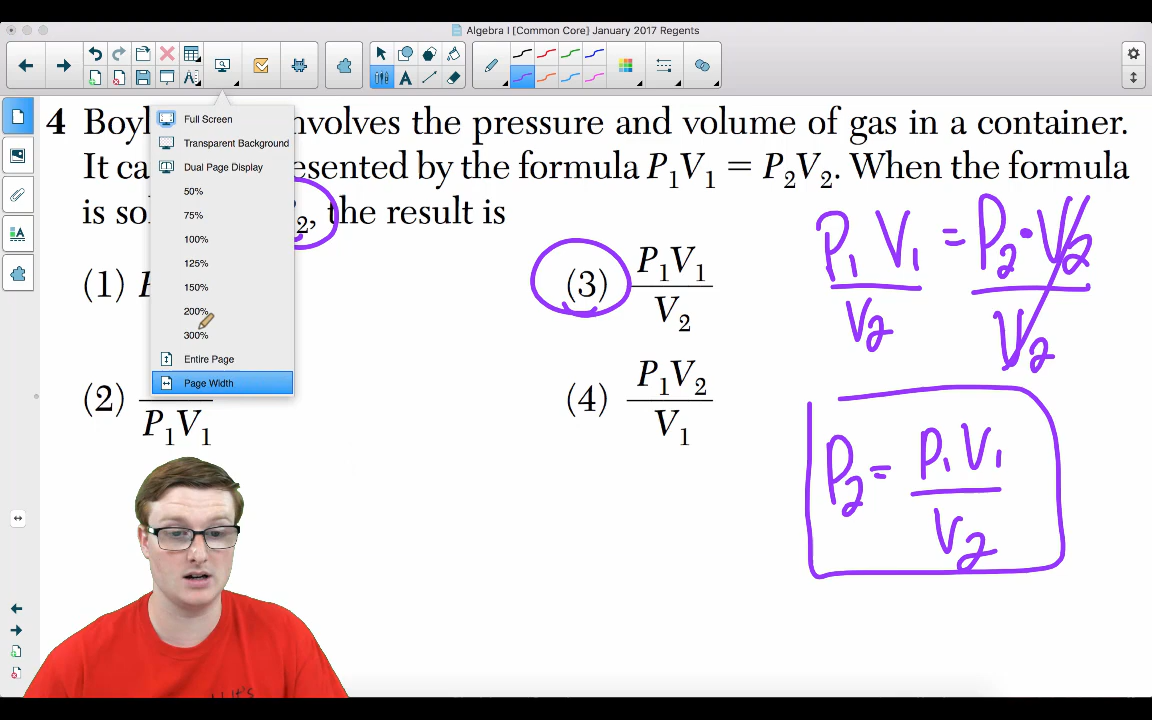 Algebra I [Common Core] January 2017 Regents
Full Screen
Transparent Background
Dual Page Display
50%
75%
100%
125%
150%
200%
300%
Entire Page
Page Width
4 Boyl nvolves the pressure and volume of gas in a container.
It ca esented by the formula P₁V₁ = P₂V₂. When the formula
is so ₂, the result is
(1)
(3) P₁V₁ / V₂
(2) P₁V₁
(4) P₁V₂ / V₁
P₁ V₁ = P₂ · V₂
V₂ V₂
P₂ = P₁ V₁ / V₂